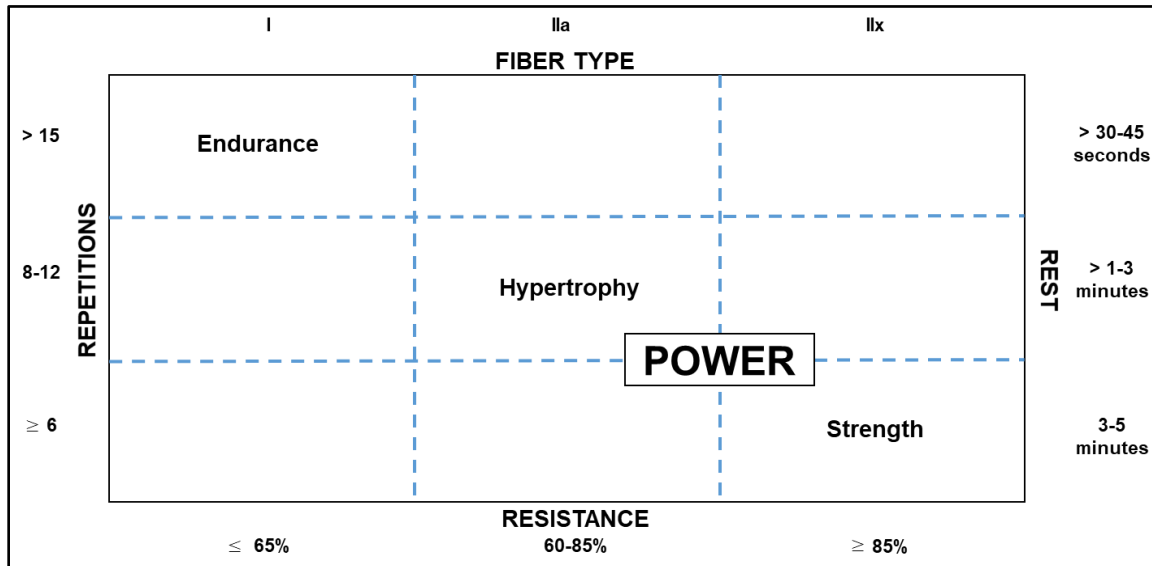 I IIa IIx
FIBER TYPE
> 15
Endurance
> 30-45
seconds
REPETITIONS
8-12
Hypertrophy
REST
> 1-3
minutes
POWER
≥ 6
Strength
3-5
minutes
RESISTANCE
≤ 65% 60-85% ≥ 85%